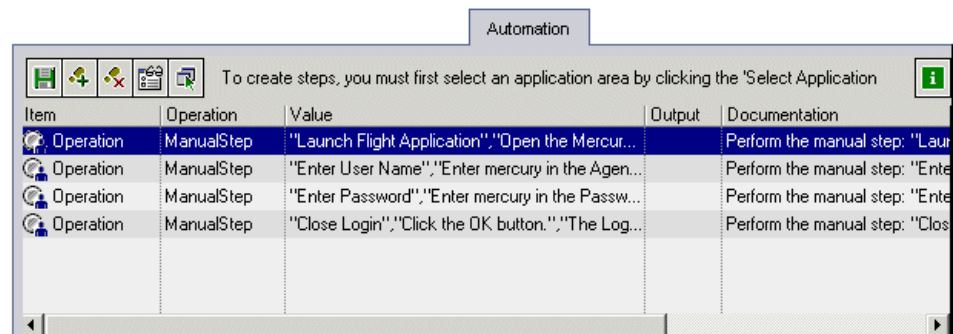 Automation
To create steps, you must first select an application area by clicking the 'Select Application
Item Operation Value Output Documentation
Operation ManualStep "Launch Flight Application","Open the Mercur... Perform the manual step: "Laun
Operation ManualStep "Enter User Name","Enter mercury in the Agen... Perform the manual step: "Ente
Operation ManualStep "Enter Password","Enter mercury in the Passw... Perform the manual step: "Ente
Operation ManualStep "Close Login","Click the OK button.","The Log... Perform the manual step: "Clos